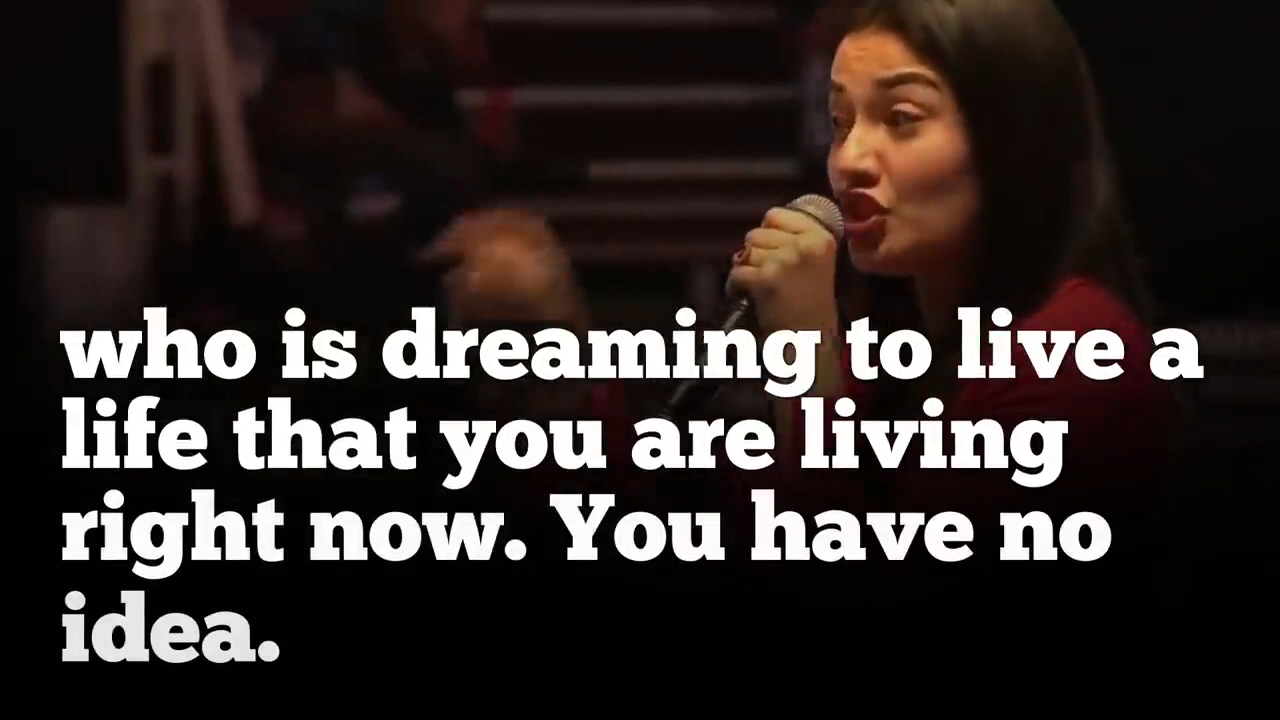 who is dreaming to live a
life that you are living
right now. You have no
idea.